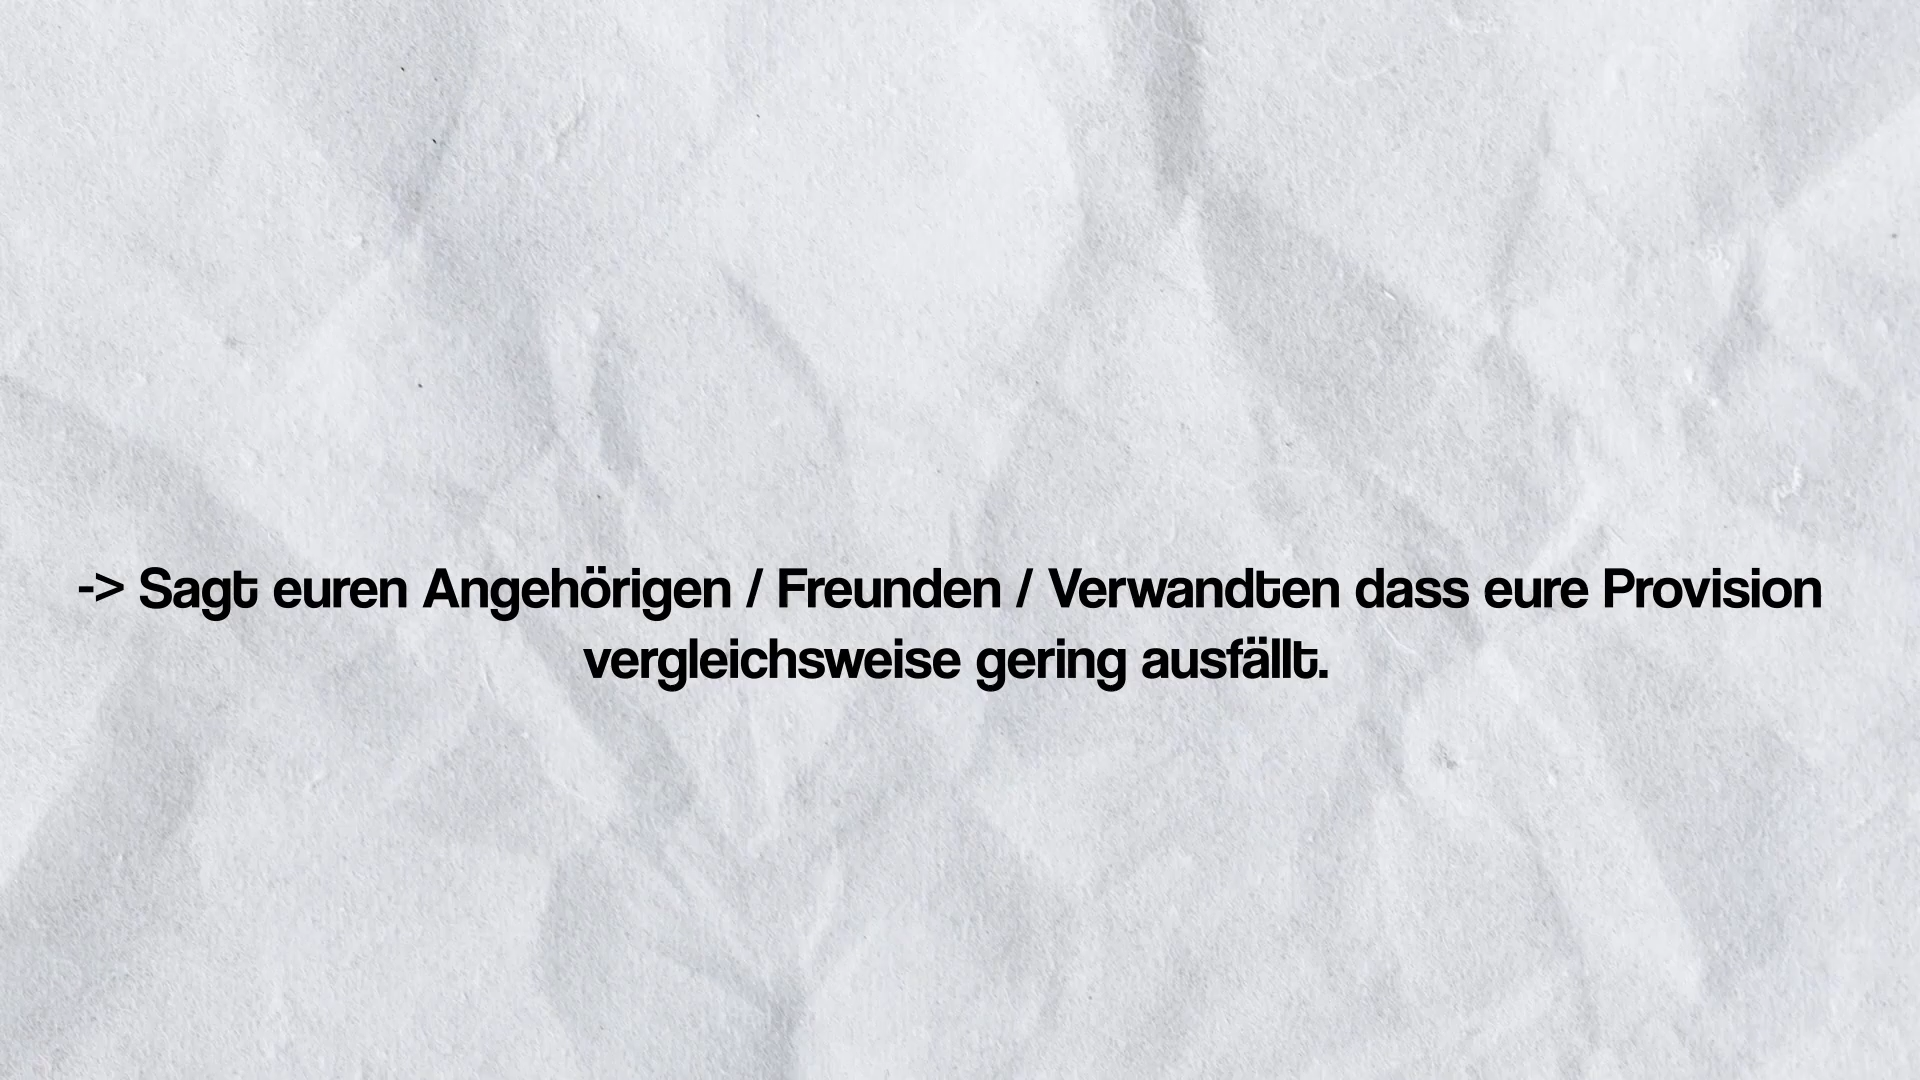 -> Sagt euren Angehörigen / Freunden / Verwandten dass eure Provision
vergleichsweise gering ausfällt.